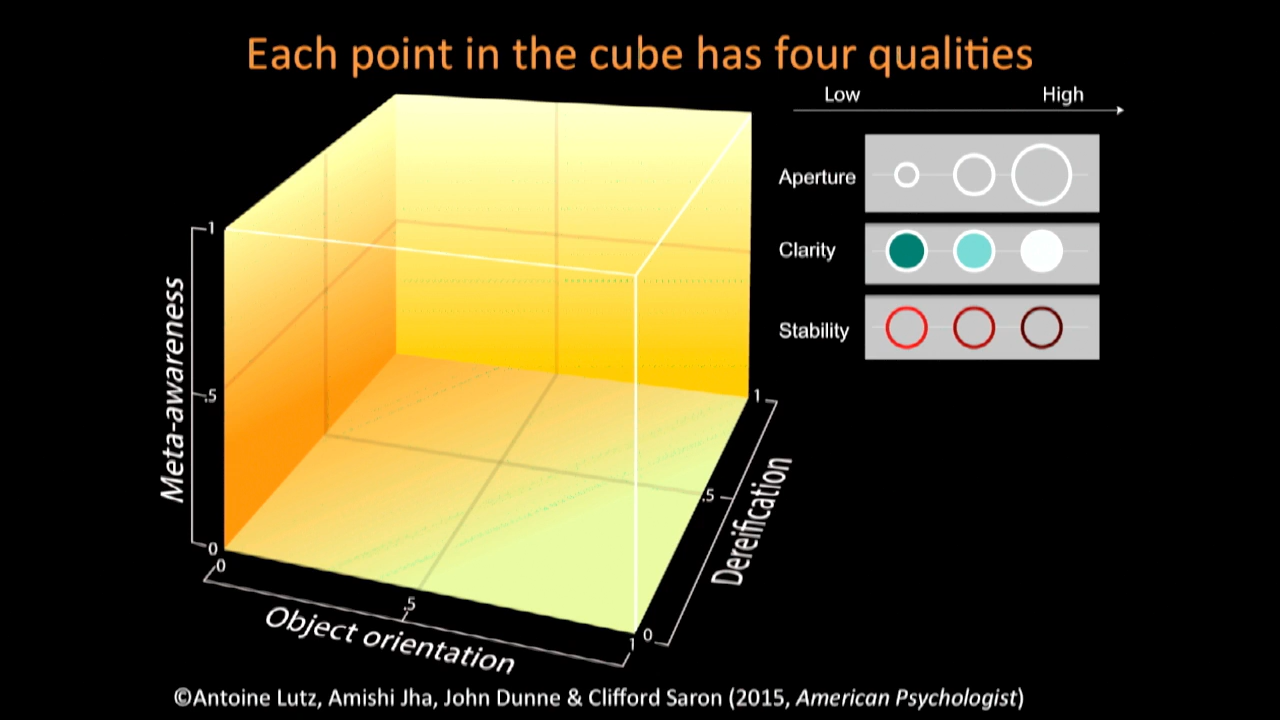 Each point in the cube has four qualities
Low High
Aperture
Clarity
Stability
1
.5
0
Meta-awareness
0
.5
1
Object orientation
0
.5
1
Dereification
©Antoine Lutz, Amishi Jha, John Dunne & Clifford Saron (2015, American Psychologist)